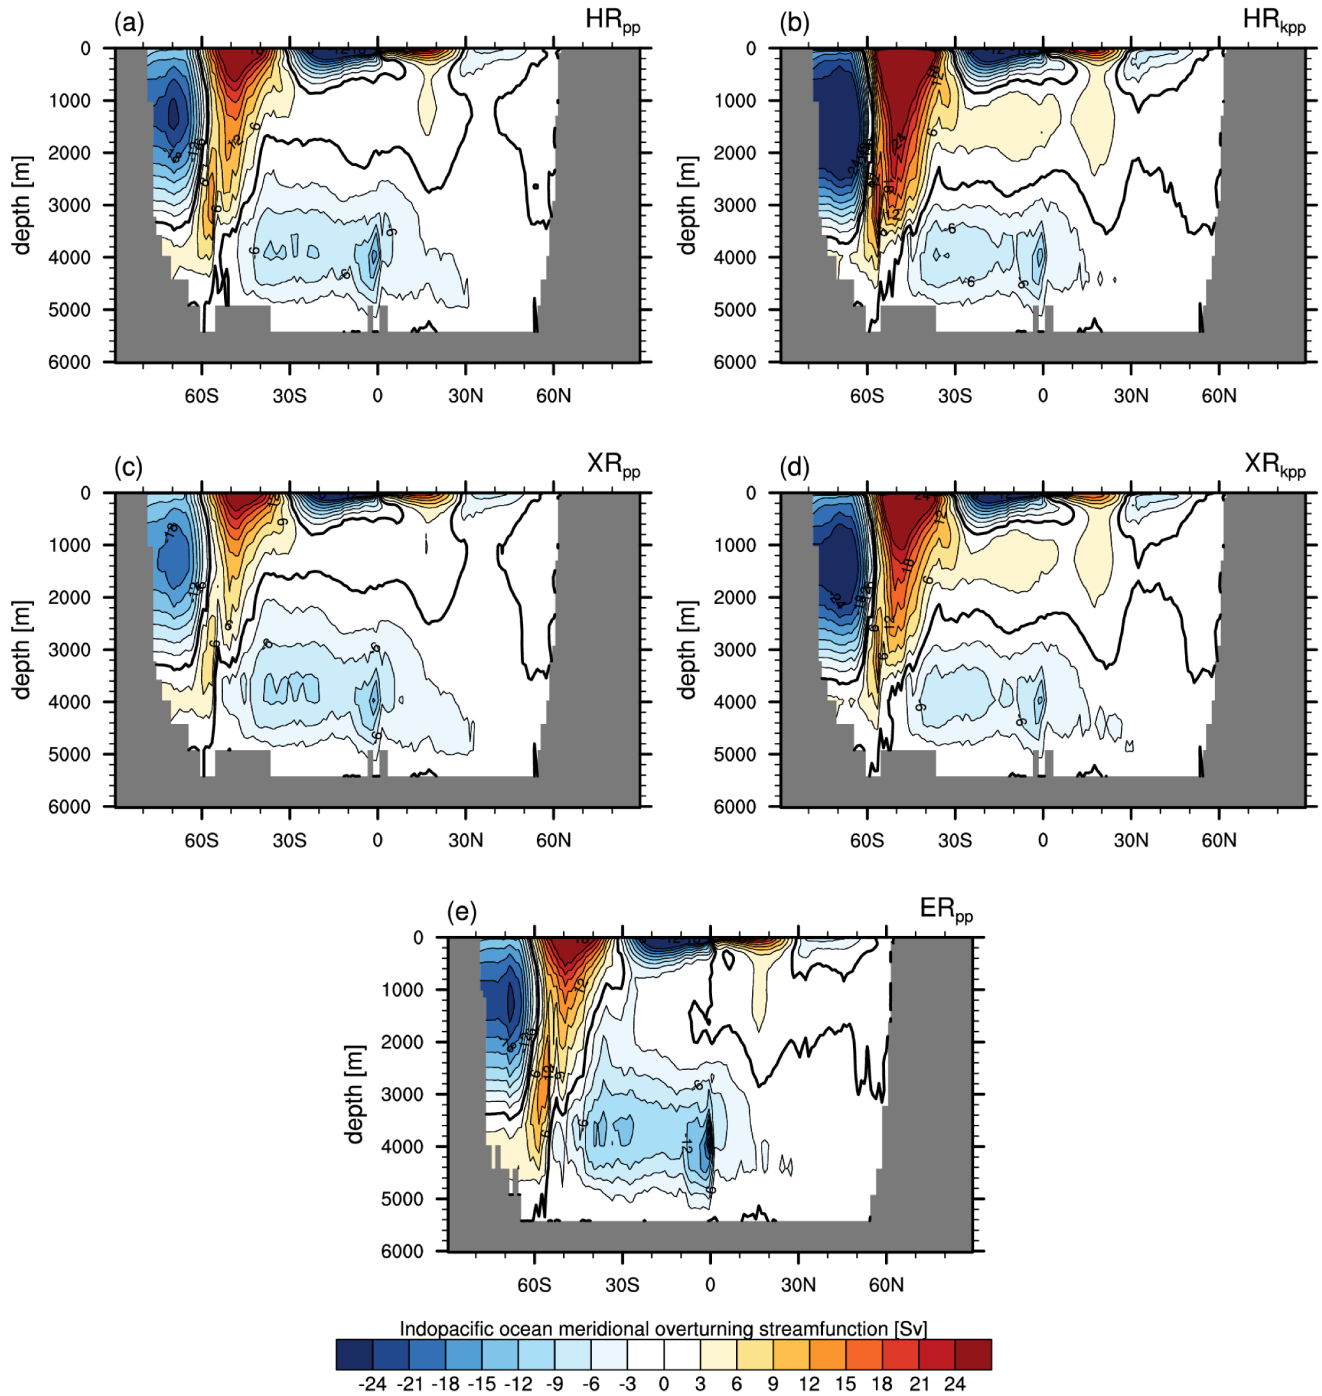 (a) HRpp
(b) HRkpp
0
1000
2000
3000
4000
5000
6000
depth [m]
60S 30S 0 30N 60N
0
1000
2000
3000
4000
5000
6000
depth [m]
60S 30S 0 30N 60N
(c) XRpp
(d) XRkpp
0
1000
2000
3000
4000
5000
6000
depth [m]
60S 30S 0 30N 60N
0
1000
2000
3000
4000
5000
6000
depth [m]
60S 30S 0 30N 60N
(e) ERpp
0
1000
2000
3000
4000
5000
6000
depth [m]
60S 30S 0 30N 60N
Indopacific ocean meridional overturning streamfunction [Sv]
-24 -21 -18 -15 -12 -9 -6 -3 0 3 6 9 12 15 18 21 24